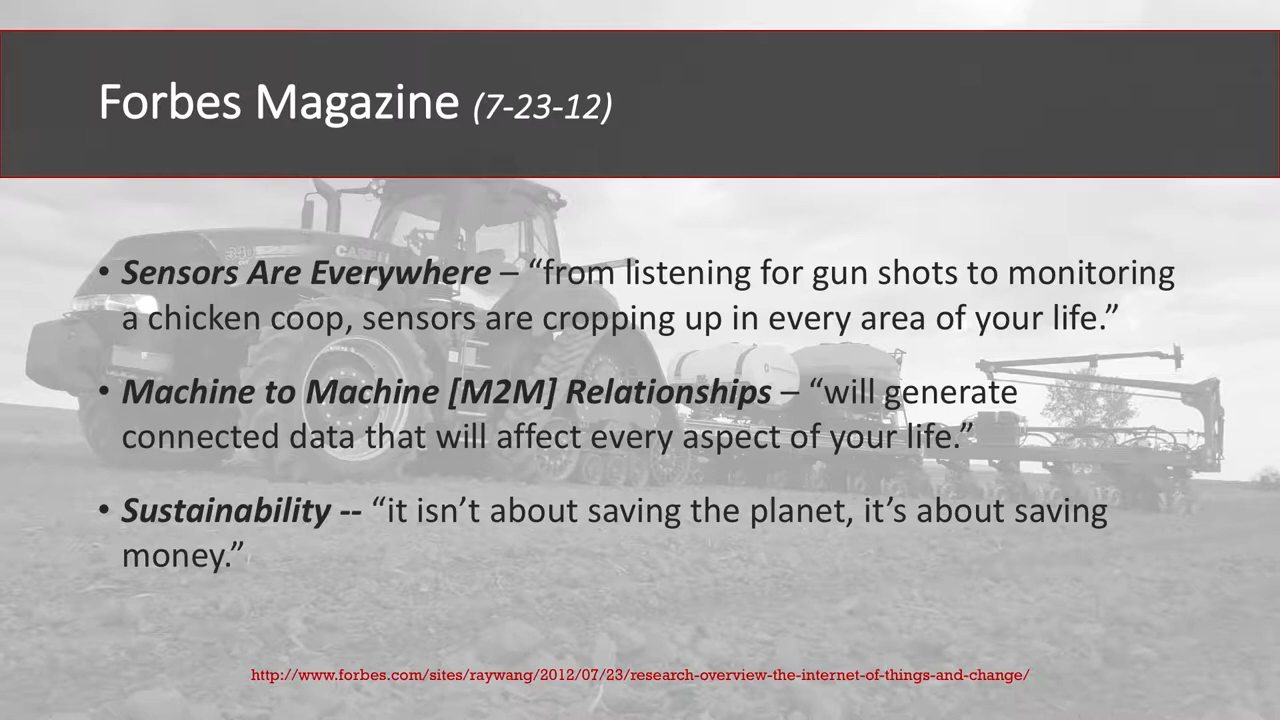 Forbes Magazine (7-23-12)
• Sensors Are Everywhere – “from listening for gun shots to monitoring
a chicken coop, sensors are cropping up in every area of your life.”
• Machine to Machine [M2M] Relationships – “will generate
connected data that will affect every aspect of your life.”
• Sustainability -- “it isn’t about saving the planet, it’s about saving
money.”
http://www.forbes.com/sites/raywang/2012/07/23/research-overview-the-internet-of-things-and-change/